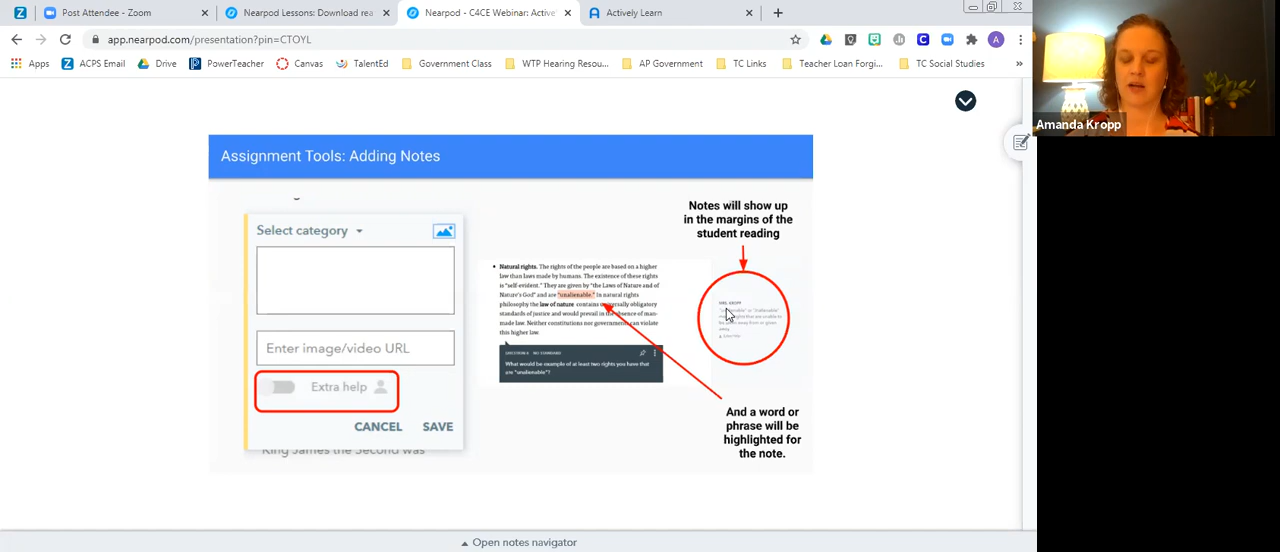 Post Attendee - Zoom
Nearpod Lessons: Download rea
Nearpod - C4CE Webinar: Active
Actively Learn
app.nearpod.com/presentation?pin=CTOYL
A
Apps
ACPS Email
Drive
PowerTeacher
Canvas
TalentEd
Government Class
WTP Hearing Resou...
AP Government
TC Links
Teacher Loan Forgi...
TC Social Studies
»
Amanda Kropp
Assignment Tools: Adding Notes
Select category
Enter image/video URL
Extra help
CANCEL SAVE
King James the Second was
• Natural rights. The rights of the people are based on a higher
law than laws made by humans. The existence of these rights
is "self-evident." They are given by "the Laws of Nature and of
Nature's God" and are "unalienable." In natural rights
philosophy the law of nature contains universally obligatory
standards of justice and would prevail in the absence of man-
made law. Neither constitutions nor government can violate
this higher law.
What would be example of at least two rights you have that
are "unalienable"?
Notes will show up
in the margins of the
student reading
MRS. KROPP
And a word or
phrase will be
highlighted for
the note.
Open notes navigator